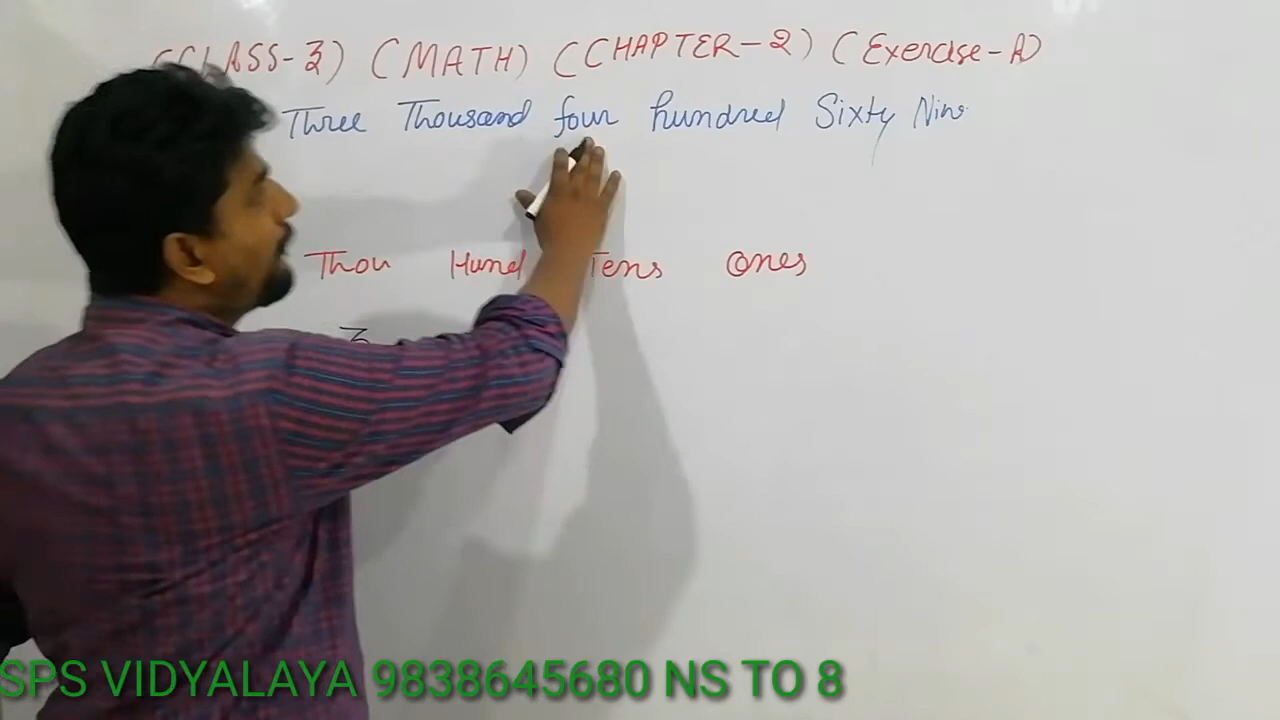 (CLASS-3) (MATH) (CHAPTER-2) (Exercise-A)
Three Thousand four hundred Sixty Nine
Thou Hund Tens Ones
3
SPS VIDYALAYA 9838645680 NS TO 8